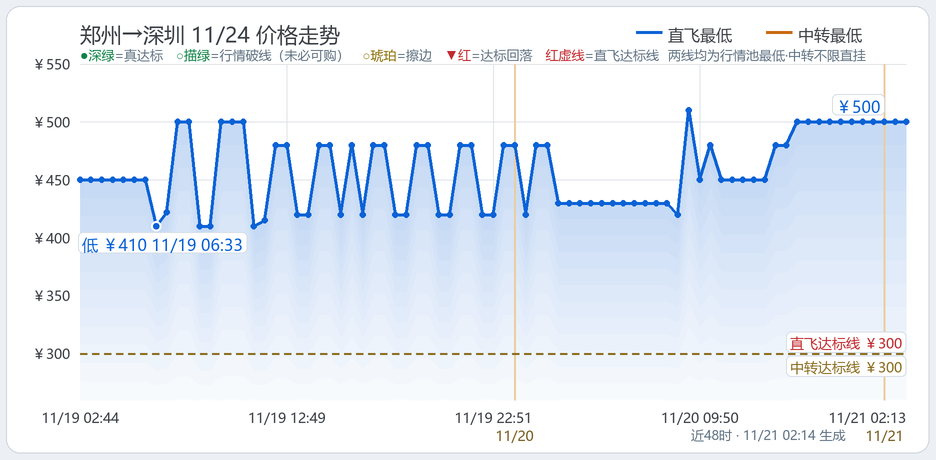 郑州→深圳 11/24 价格走势
直飞最低 中转最低
●深绿=真达标 ○描绿=行情破线（未必可购） ○琥珀=擦边 ▼红=达标回落 红虚线=直飞达标线 两线均为行情池最低·中转不限直挂
¥550
¥500
¥500
¥450
¥400
低 ¥410 11/19 06:33
¥350
直飞达标线 ¥300
¥300
中转达标线 ¥300
11/19 02:44 11/19 12:49 11/19 22:51 11/20 09:50 11/21 02:13
11/20 近48时 · 11/21 02:14 生成 11/21